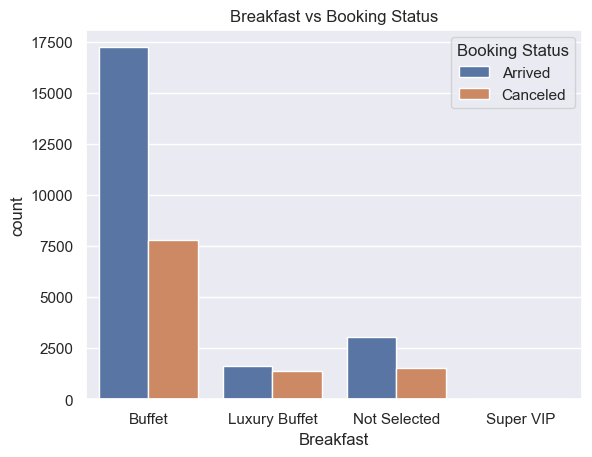 Breakfast vs Booking Status
Booking Status
Arrived
Canceled
17500
15000
12500
10000
7500
5000
2500
0
count
Buffet
Luxury Buffet
Not Selected
Super VIP
Breakfast